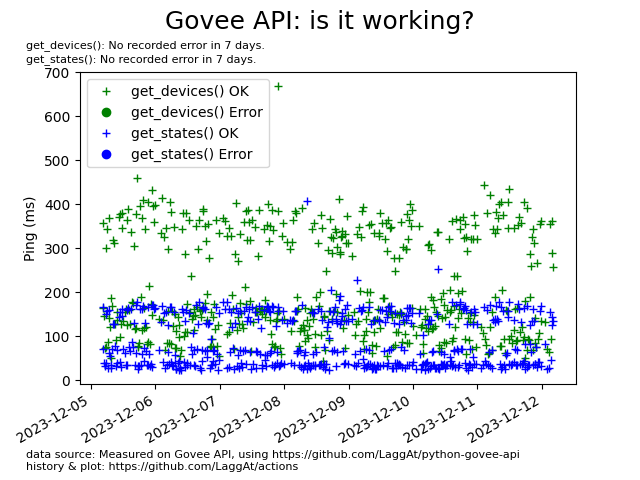 Govee API: is it working?
get_devices(): No recorded error in 7 days.
get_states(): No recorded error in 7 days.
700
600
500
400
300
200
100
0
Ping (ms)
get_devices() OK
get_devices() Error
get_states() OK
get_states() Error
2023-12-05
2023-12-06
2023-12-07
2023-12-08
2023-12-09
2023-12-10
2023-12-11
2023-12-12
data source: Measured on Govee API, using https://github.com/LaggAt/python-govee-api
history & plot: https://github.com/LaggAt/actions